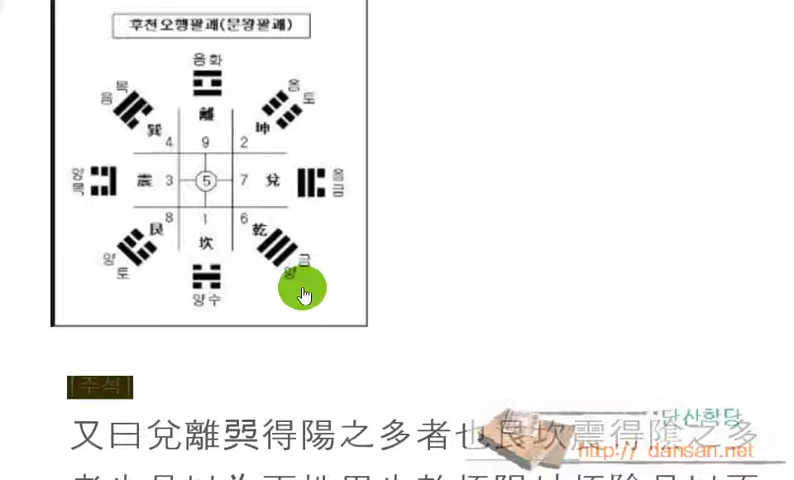 후천오행팔괘(문왕팔괘)
음화
음목
음토
離
巽
坤
4 9 2
양목
震 3 5 7 兌
음금
8 1 6
艮
乾
坎
양토
양금
양수
주석
단산학당
又曰兌離巽得陽之多者也艮坎震得陰之多
http://dansan.net